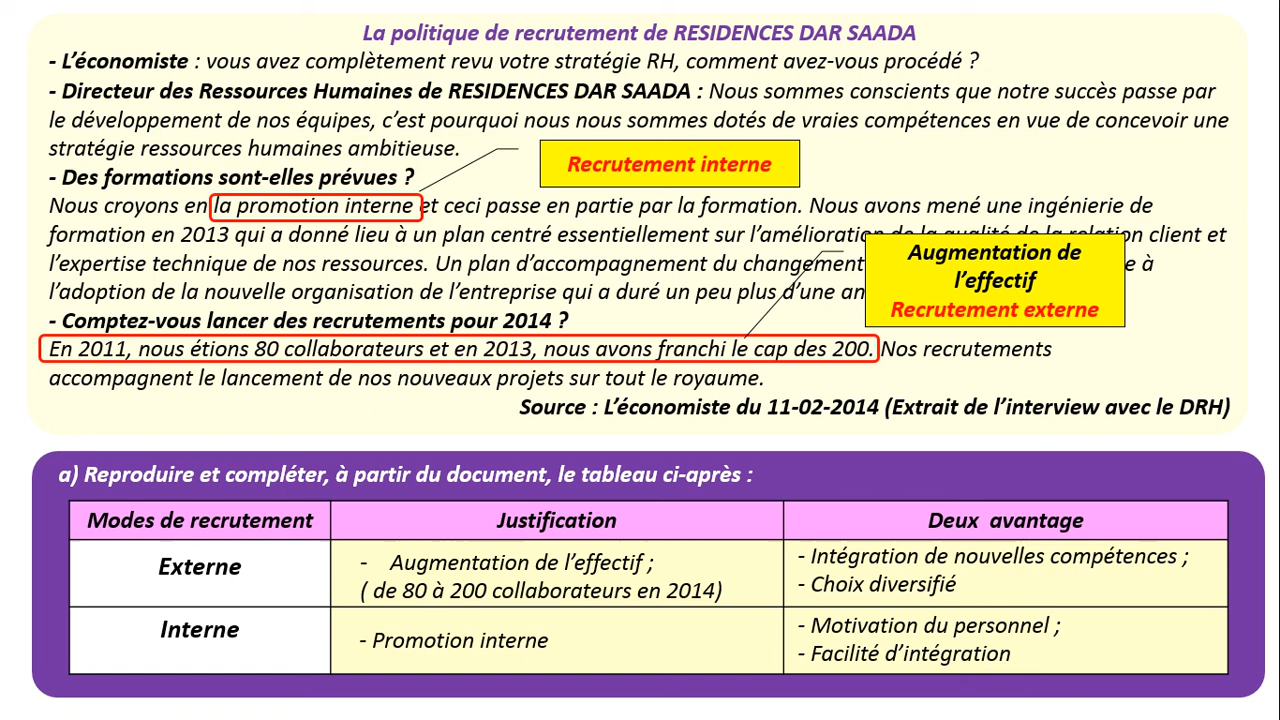 La politique de recrutement de RESIDENCES DAR SAADA
- L’économiste : vous avez complètement revu votre stratégie RH, comment avez-vous procédé ?
- Directeur des Ressources Humaines de RESIDENCES DAR SAADA : Nous sommes conscients que notre succès passe par
le développement de nos équipes, c’est pourquoi nous nous sommes dotés de vraies compétences en vue de concevoir une
stratégie ressources humaines ambitieuse.
Recrutement interne
- Des formations sont-elles prévues ?
Nous croyons en la promotion interne et ceci passe en partie par la formation. Nous avons mené une ingénierie de
formation en 2013 qui a donné lieu à un plan centré essentiellement sur l’amélioration de la qualité de la relation client et
l’expertise technique de nos ressources. Un plan d’accompagnement du changement e à
l’adoption de la nouvelle organisation de l’entreprise qui a duré un peu plus d’une an
Augmentation de
l’effectif
Recrutement externe
- Comptez-vous lancer des recrutements pour 2014 ?
En 2011, nous étions 80 collaborateurs et en 2013, nous avons franchi le cap des 200. Nos recrutements
accompagnent le lancement de nos nouveaux projets sur tout le royaume.
Source : L’économiste du 11-02-2014 (Extrait de l’interview avec le DRH)
a) Reproduire et compléter, à partir du document, le tableau ci-après :
Modes de recrutement Justification Deux avantage
Externe
- Augmentation de l’effectif ;
( de 80 à 200 collaborateurs en 2014)
- Intégration de nouvelles compétences ;
- Choix diversifié
Interne
- Promotion interne
- Motivation du personnel ;
- Facilité d’intégration